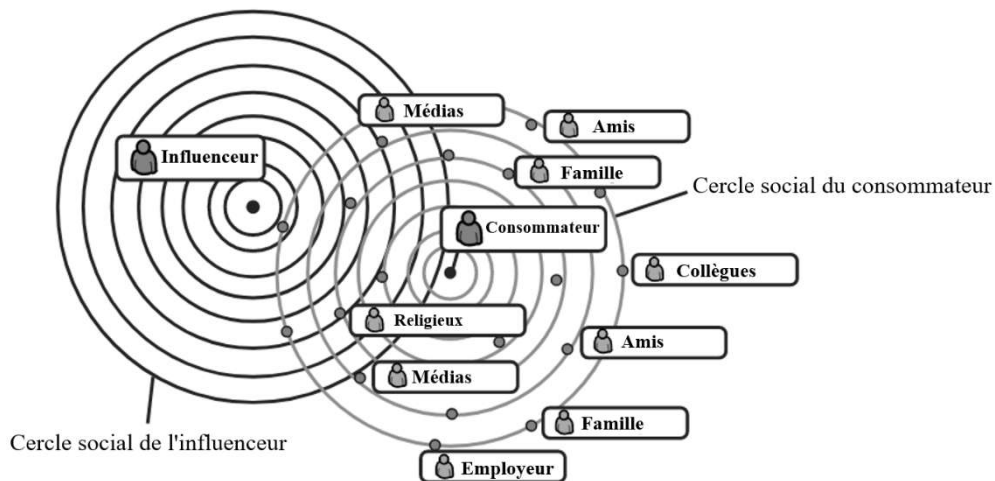 Médias
Amis
Influenceur
Famille
Cercle social du consommateur
Consommateur
Collègues
Religieux
Amis
Médias
Famille
Cercle social de l'influenceur
Employeur